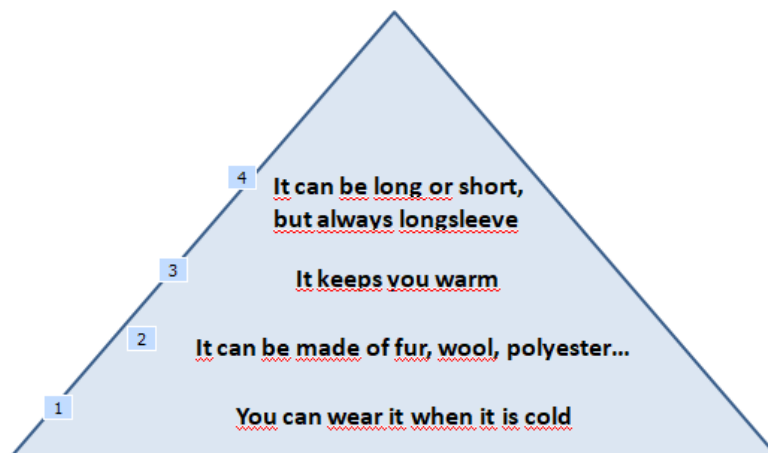 4
It can be long or short,
but always longsleeve
3
It keeps you warm
2
It can be made of fur, wool, polyester...
1
You can wear it when it is cold